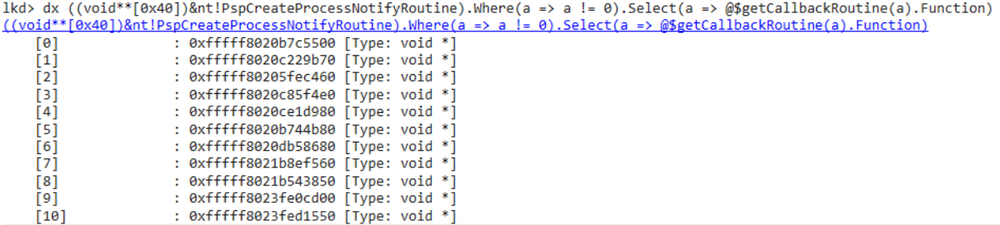 lkd> dx ((void**[0x40])&nt!PspCreateProcessNotifyRoutine).Where(a => a != 0).Select(a => @$getCallbackRoutine(a).Function)
((void**[0x40])&nt!PspCreateProcessNotifyRoutine).Where(a => a != 0).Select(a => @$getCallbackRoutine(a).Function)
[0] : 0xfffff8020b7c5500 [Type: void *]
[1] : 0xfffff8020c229b70 [Type: void *]
[2] : 0xfffff80205fec460 [Type: void *]
[3] : 0xfffff8020c85f4e0 [Type: void *]
[4] : 0xfffff8020ce1d980 [Type: void *]
[5] : 0xfffff8020b744b80 [Type: void *]
[6] : 0xfffff8020db58680 [Type: void *]
[7] : 0xfffff8021b8ef560 [Type: void *]
[8] : 0xfffff8021b543850 [Type: void *]
[9] : 0xfffff8023fe0cd00 [Type: void *]
[10] : 0xfffff8023fed1550 [Type: void *]